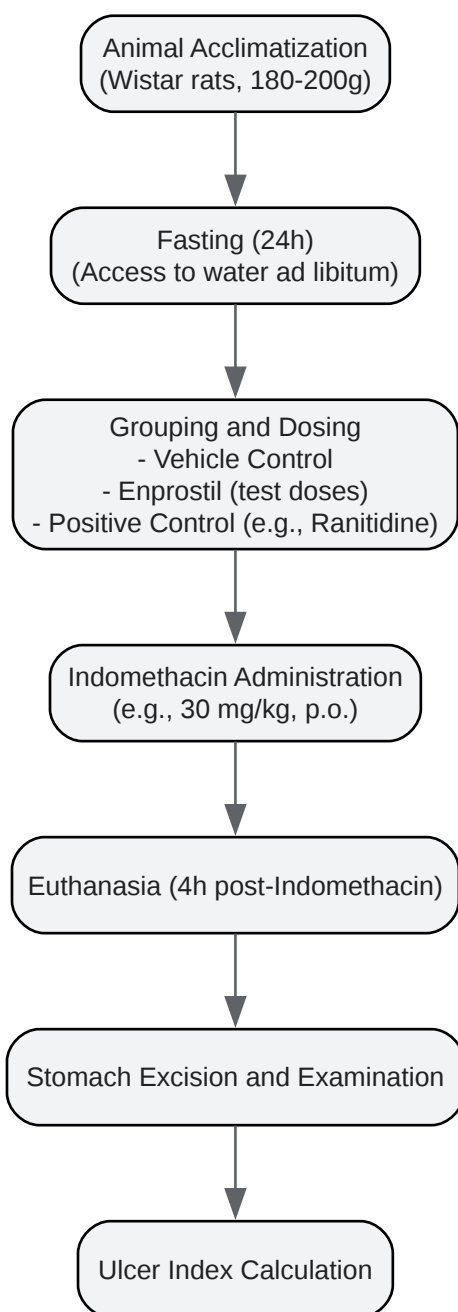 Animal Acclimatization
(Wistar rats, 180-200g)
Fasting (24h)
(Access to water ad libitum)
Grouping and Dosing
- Vehicle Control
- Enprostil (test doses)
- Positive Control (e.g., Ranitidine)
Indomethacin Administration
(e.g., 30 mg/kg, p.o.)
Euthanasia (4h post-Indomethacin)
Stomach Excision and Examination
Ulcer Index Calculation